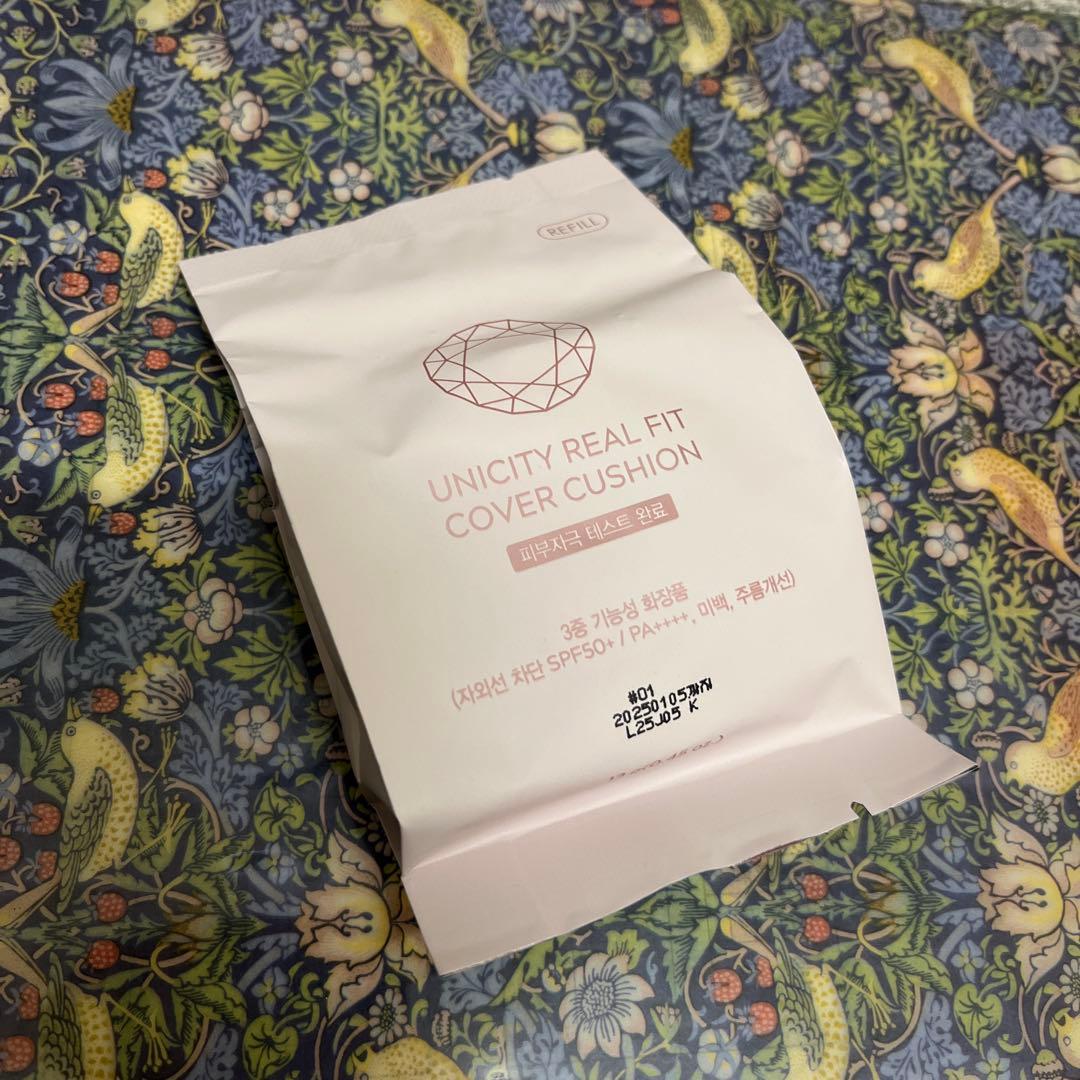 REFILL
UNICITY REAL FIT
COVER CUSHION
피부자극 테스트 완료
3중 기능성 화장품
(자외선 차단 SPF50+ / PA++++, 미백, 주름개선)
#01
20250105까지
L25J05 K